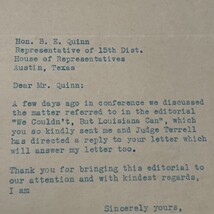 Hon. S. E. Quinn
Representative of 15th Dist.
House of Representatives
Austin, Texas
Dear Mr. Quinn:
A few days ago in conference we discussed
the matter referred to in the editorial
"We Couldn't, But Louisiana Can", which
you so kindly sent me and Judge Terrell
has directed a reply to your letter which
will answer my letter too.
Thank you for bringing this editorial to
our attention and with kindest regards,
I am
Sincerely yours,